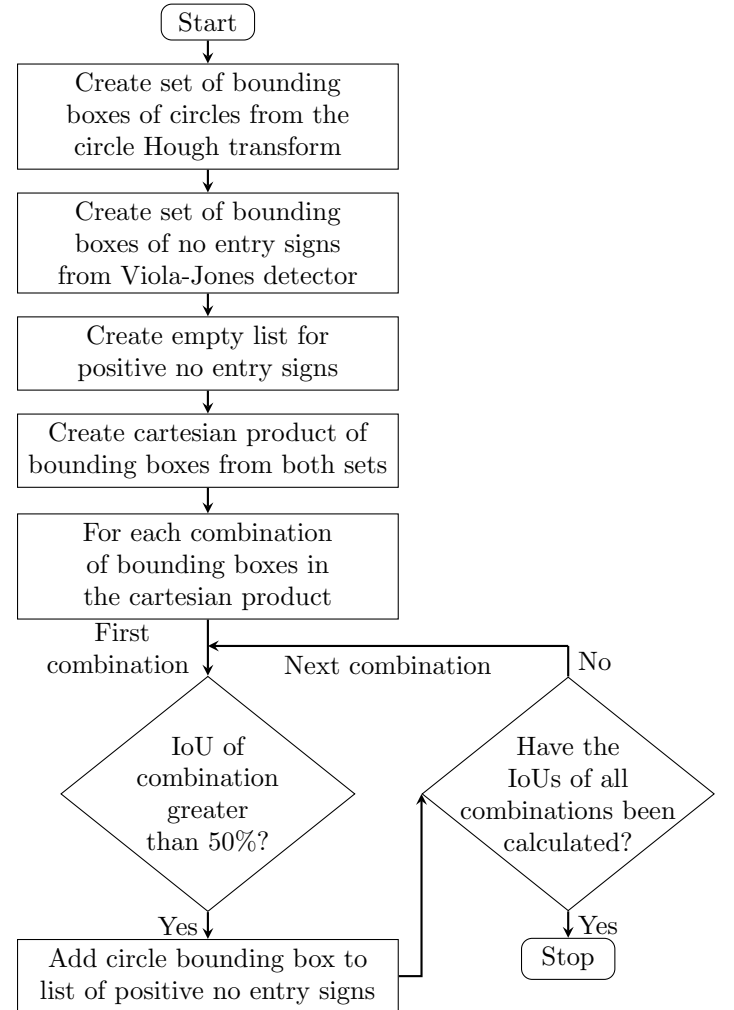 Start
Create set of bounding
boxes of circles from the
circle Hough transform
Create set of bounding
boxes of no entry signs
from Viola-Jones detector
Create empty list for
positive no entry signs
Create cartesian product of
bounding boxes from both sets
For each combination
of bounding boxes in
the cartesian product
First
combination
Next combination
No
IoU of
combination
greater
than 50%?
Have the
IoUs of all
combinations been
calculated?
Yes
Add circle bounding box to
list of positive no entry signs
Yes
Stop